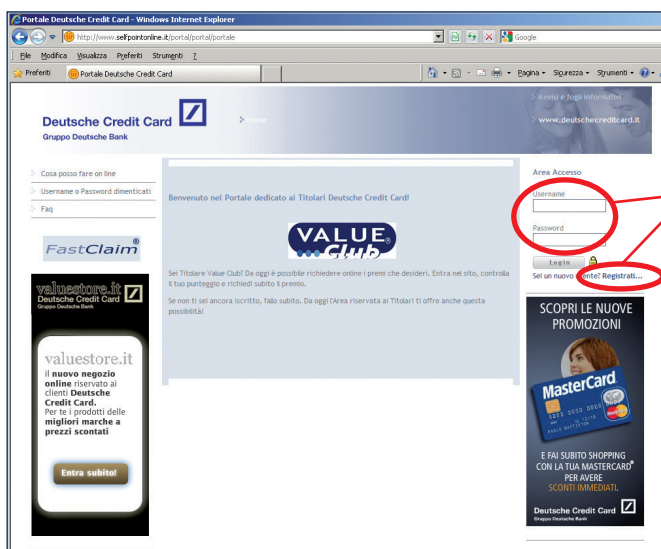 Portale Deutsche Credit Card - Windows Internet Explorer
http://www.selfpointonline.it/portal/portal/portale
Google
File Modifica Visualizza Preferiti Strumenti ?
Preferiti Portale Deutsche Credit Card
Pagina Sicurezza Strumenti
Deutsche Credit Card
Gruppo Deutsche Bank
Home
Avvisi e fogli informativi
www.deutschecreditcard.it
Cosa posso fare on line
Username o Password dimenticati
Faq
FastClaim®
valuestore.it
Deutsche Credit Card
Gruppo Deutsche Bank
valuestore.it
il nuovo negozio
online riservato ai
clienti Deutsche
Credit Card.
Per te i prodotti delle
migliori marche a
prezzi scontati
Entra subito!
Benvenuto nel Portale dedicato ai Titolari Deutsche Credit Card!
VALUE®
Club
Sei Titolare Value Club? Da oggi è possibile richiedere online i premi che desideri. Entra nel sito, controlla
il tuo punteggio e richiedi subito il premio.
Se non ti sei ancora iscritto, fallo subito. Da oggi l'Area riservata ai Titolari ti offre anche questa
possibilità!
Area Accesso
Username
Password
Login
Sei un nuovo utente? Registrati...
SCOPRI LE NUOVE
PROMOZIONI
MasterCard
MasterCard
E FAI SUBITO SHOPPING
CON LA TUA MASTERCARD®
PER AVERE
SCONTI IMMEDIATI.
Deutsche Credit Card
Gruppo Deutsche Bank